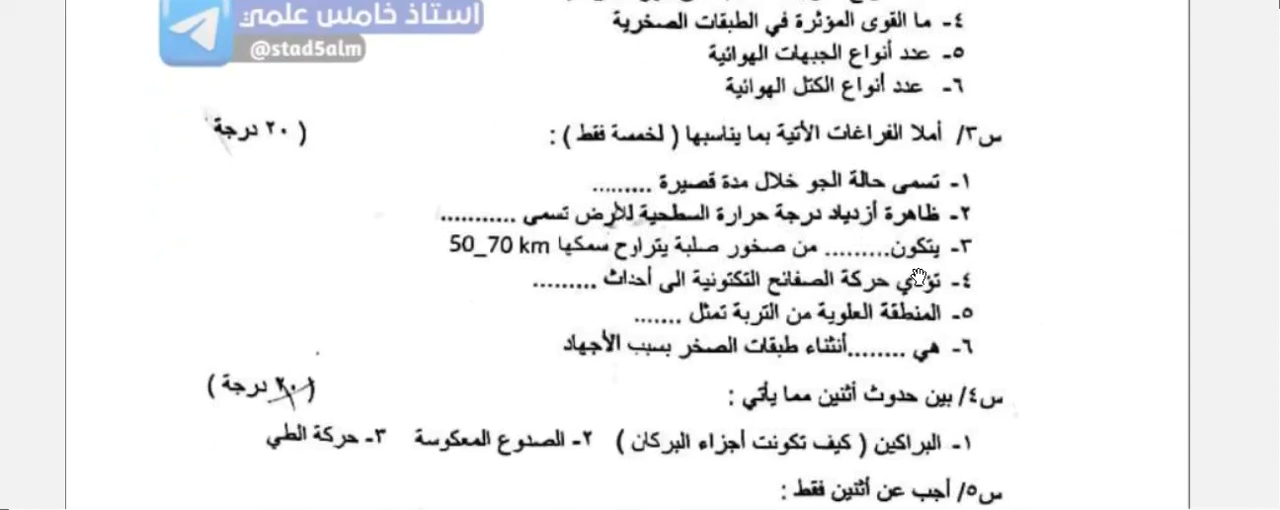 استاذ خامس علمي
@stad5alm
٤- ما القوى المؤثرة في الطبقات الصخرية
٥- عدد أنواع الجبهات الهوائية
٦- عدد أنواع الكتل الهوائية
س٣/ أملا الفراغات الأتية بما يناسبها ( لخمسة فقط ) : ( ٢٠ درجة
١- تسمى حالة الجو خلال مدة قصيرة .........
٢- ظاهرة أزدياد درجة حرارة السطحية للأرض تسمى ...........
٣- يتكون......... من صخور صلبة يتراوح سمكها 50_70 km
٤- تؤدي حركة الصفائح التكتونية الى أحداث .........
٥- المنطقة العلوية من التربة تمثل .......
٦- هي ........أنثناء طبقات الصخر بسبب الأجهاد
س٤/ بين حدوث أثنين مما يأتي : ( ٢٠ درجة )
١- البراكين ( كيف تكونت أجزاء البركان ) ٢- الصدوع المعكوسة ٣- حركة الطي
س٥/ أجب عن أثنين فقط :